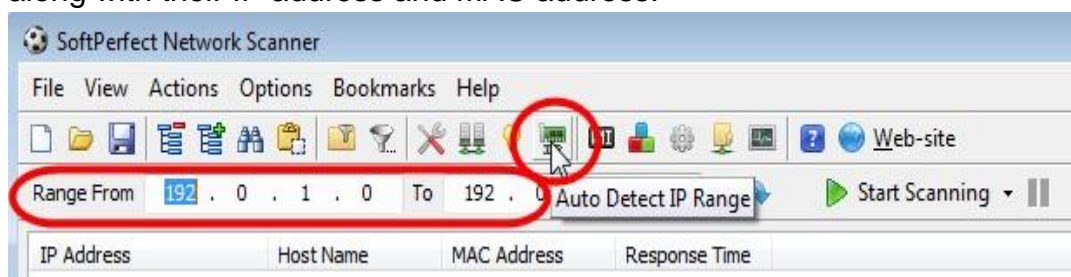 along with their IP address and MAC address.
SoftPerfect Network Scanner
File View Actions Options Bookmarks Help
Web-site
Range From 192 . 0 . 1 . 0 To 192 . 0 Auto Detect IP Range Start Scanning
IP Address Host Name MAC Address Response Time